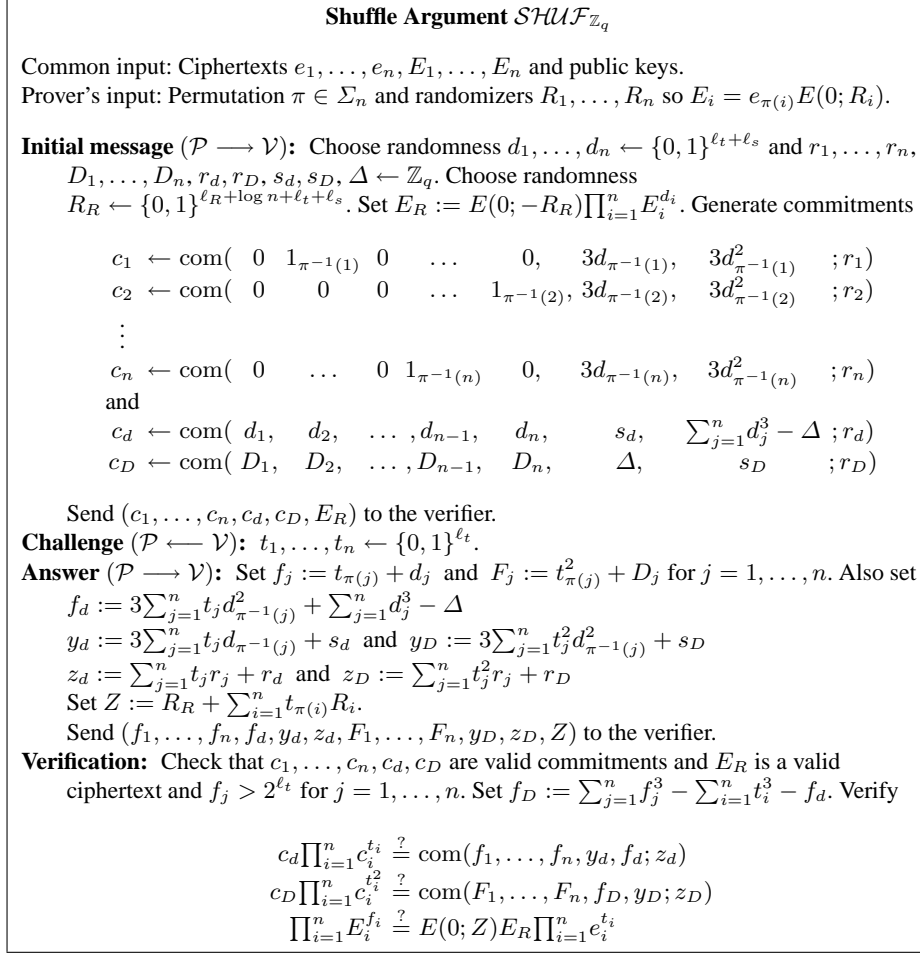 Shuffle Argument 𝒮ℋ𝒰ℱ_{ℤ_q}
Common input: Ciphertexts e_1, …, e_n, E_1, …, E_n and public keys.
Prover's input: Permutation π ∈ Σ_n and randomizers R_1, …, R_n so E_i = e_{π(i)}E(0; R_i).
Initial message (𝒫 ⟶ 𝒱): Choose randomness d_1, …, d_n ← {0, 1}^{ℓ_t+ℓ_s} and r_1, …, r_n,
D_1, …, D_n, r_d, r_D, s_d, s_D, Δ ← ℤ_q. Choose randomness
R_R ← {0, 1}^{ℓ_R+log n+ℓ_t+ℓ_s}. Set E_R := E(0; −R_R)∏_{i=1}^n E_i^{d_i}. Generate commitments
c_1 ← com( 0 1_{π^{-1}(1)} 0 … 0, 3d_{π^{-1}(1)}, 3d^2_{π^{-1}(1)} ; r_1)
c_2 ← com( 0 0 0 … 1_{π^{-1}(2)}, 3d_{π^{-1}(2)}, 3d^2_{π^{-1}(2)} ; r_2)
⋮
c_n ← com( 0 … 0 1_{π^{-1}(n)} 0, 3d_{π^{-1}(n)}, 3d^2_{π^{-1}(n)} ; r_n)
and
c_d ← com( d_1, d_2, … , d_{n−1}, d_n, s_d, ∑_{j=1}^n d_j^3 − Δ ; r_d)
c_D ← com( D_1, D_2, … , D_{n−1}, D_n, Δ, s_D ; r_D)
Send (c_1, …, c_n, c_d, c_D, E_R) to the verifier.
Challenge (𝒫 ⟵ 𝒱): t_1, …, t_n ← {0, 1}^{ℓ_t}.
Answer (𝒫 ⟶ 𝒱): Set f_j := t_{π(j)} + d_j and F_j := t^2_{π(j)} + D_j for j = 1, …, n. Also set
f_d := 3∑_{j=1}^n t_j d^2_{π^{-1}(j)} + ∑_{j=1}^n d_j^3 − Δ
y_d := 3∑_{j=1}^n t_j d_{π^{-1}(j)} + s_d and y_D := 3∑_{j=1}^n t_j^2 d^2_{π^{-1}(j)} + s_D
z_d := ∑_{j=1}^n t_j r_j + r_d and z_D := ∑_{j=1}^n t_j^2 r_j + r_D
Set Z := R_R + ∑_{i=1}^n t_{π(i)} R_i.
Send (f_1, …, f_n, f_d, y_d, z_d, F_1, …, F_n, y_D, z_D, Z) to the verifier.
Verification: Check that c_1, …, c_n, c_d, c_D are valid commitments and E_R is a valid
ciphertext and f_j > 2^{ℓ_t} for j = 1, …, n. Set f_D := ∑_{j=1}^n f_j^3 − ∑_{i=1}^n t_i^3 − f_d. Verify
c_d∏_{i=1}^n c_i^{t_i} ≟ com(f_1, …, f_n, y_d, f_d; z_d)
c_D∏_{i=1}^n c_i^{t_i^2} ≟ com(F_1, …, F_n, f_D, y_D; z_D)
∏_{i=1}^n E_i^{f_i} ≟ E(0; Z)E_R∏_{i=1}^n e_i^{t_i}